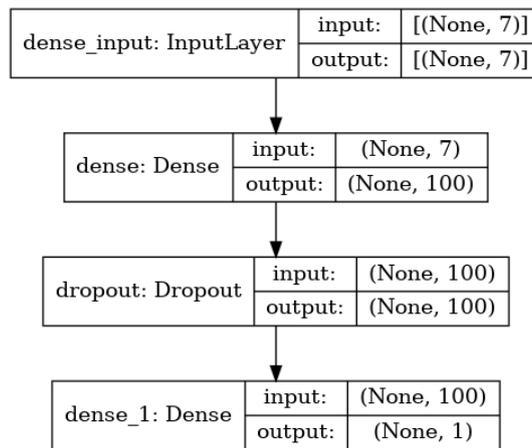 dense_input: InputLayer
input:
[(None, 7)]
output:
[(None, 7)]
dense: Dense
input:
(None, 7)
output:
(None, 100)
dropout: Dropout
input:
(None, 100)
output:
(None, 100)
dense_1: Dense
input:
(None, 100)
output:
(None, 1)